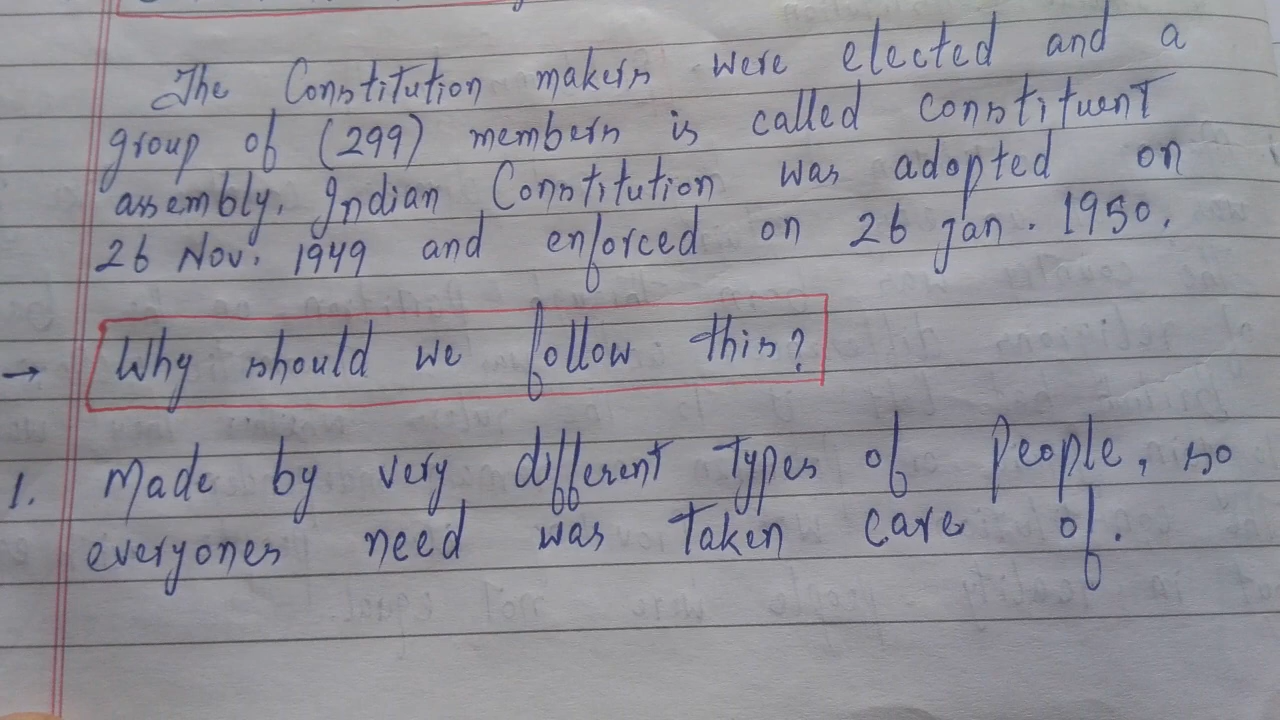 The Constitution makers were elected and a
group of (299) members is called constituent
assembly. Indian Constitution was adopted on
26 Nov. 1949 and enforced on 26 jan. 1950.
→ Why should we follow this?
1. Made by very different types of people, so
everyones need was taken care of.